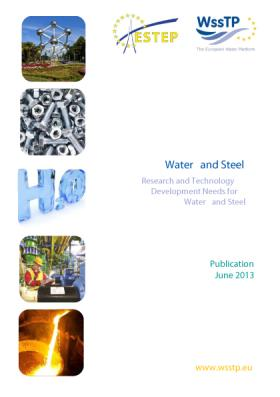 ESTEP
WssTP
The European Water Platform
Water and Steel
Research and Technology
Development Needs for
Water and Steel
H2O
Publication
June 2013
www.wsstp.eu